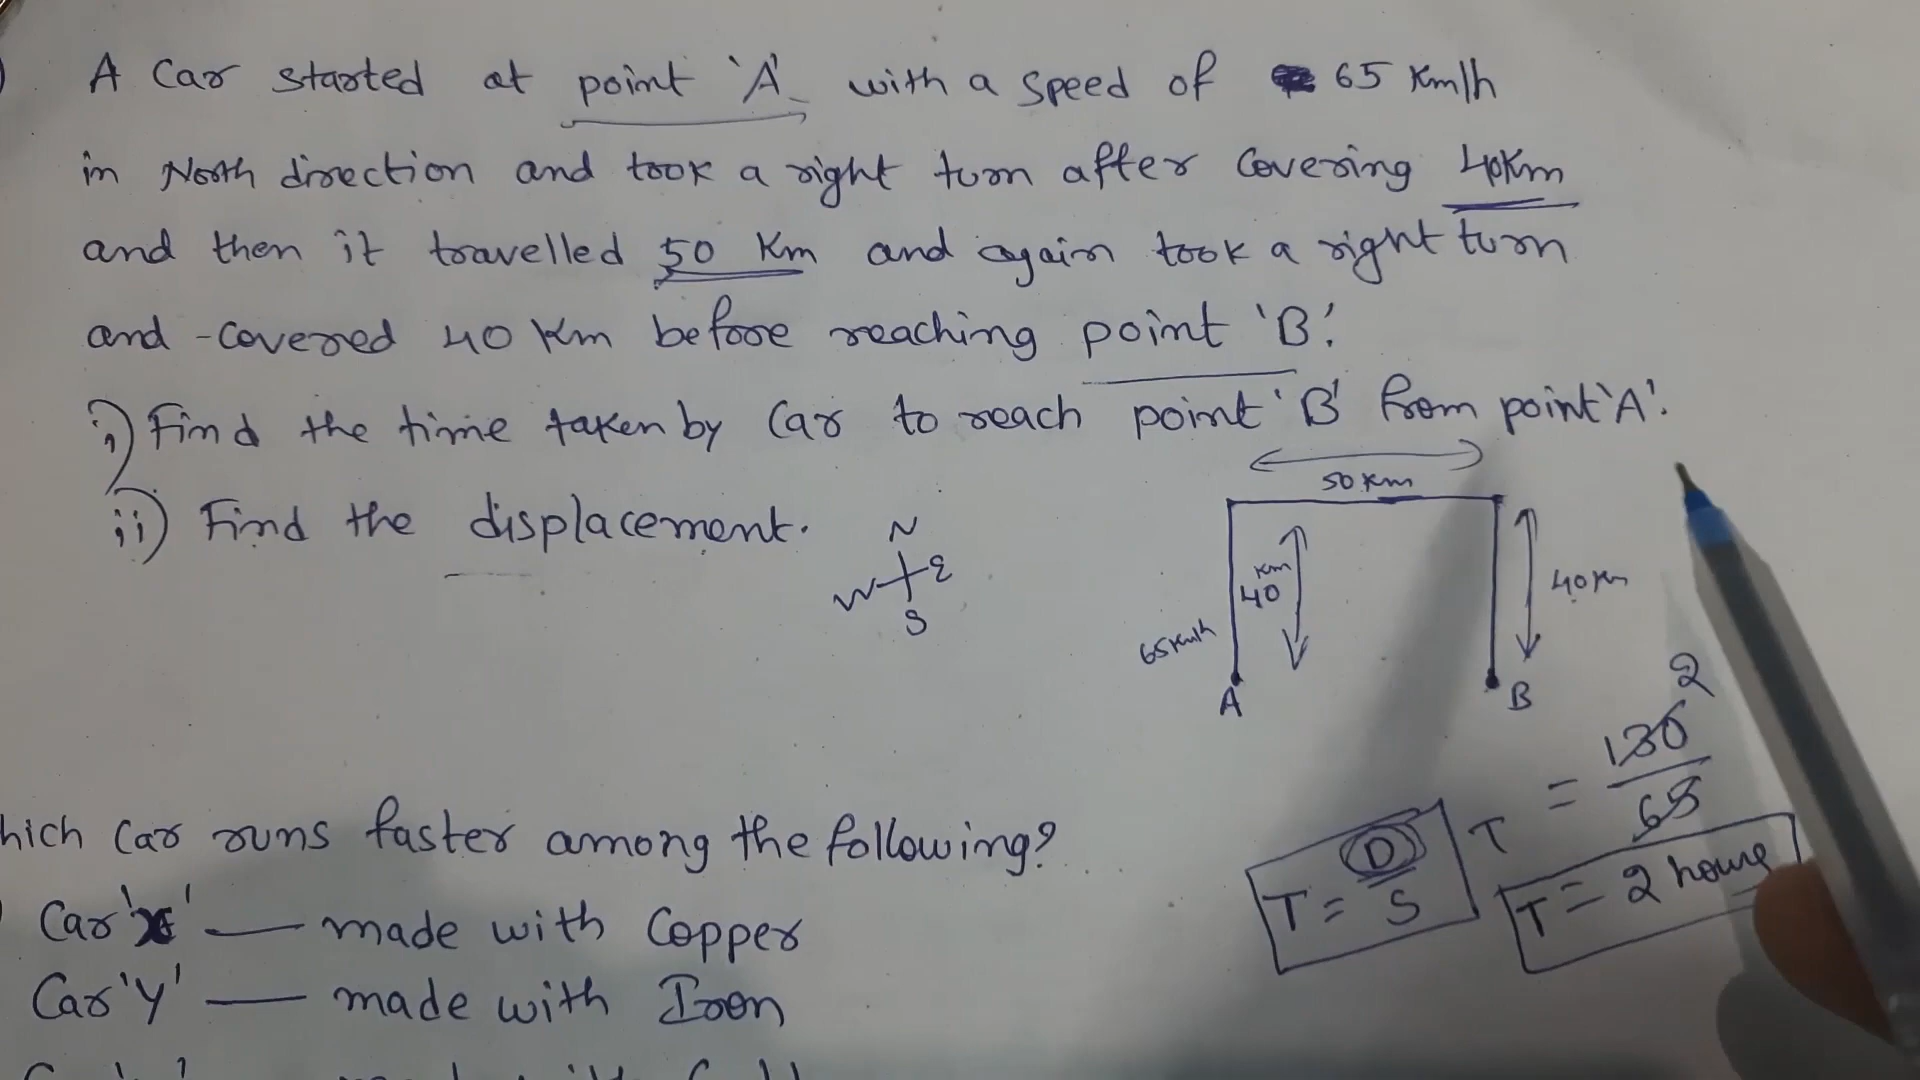 A Car started at point 'A' with a speed of 65 Km/h
in North direction and took a right turn after Covering 40Km
and then it travelled 50 Km and again took a right turn
and covered 40 Km before reaching point 'B'.
i) Find the time taken by Car to reach point 'B' from point 'A'.
ii) Find the displacement.
N
W E
S
50 Km
40 Km
40 Km
65 Km/h
A
B
T = 130 2
65
T = D
S
T = 2 hours
hich Car runs faster among the following?
Car 'X' — made with Copper
Car 'Y' — made with Iron